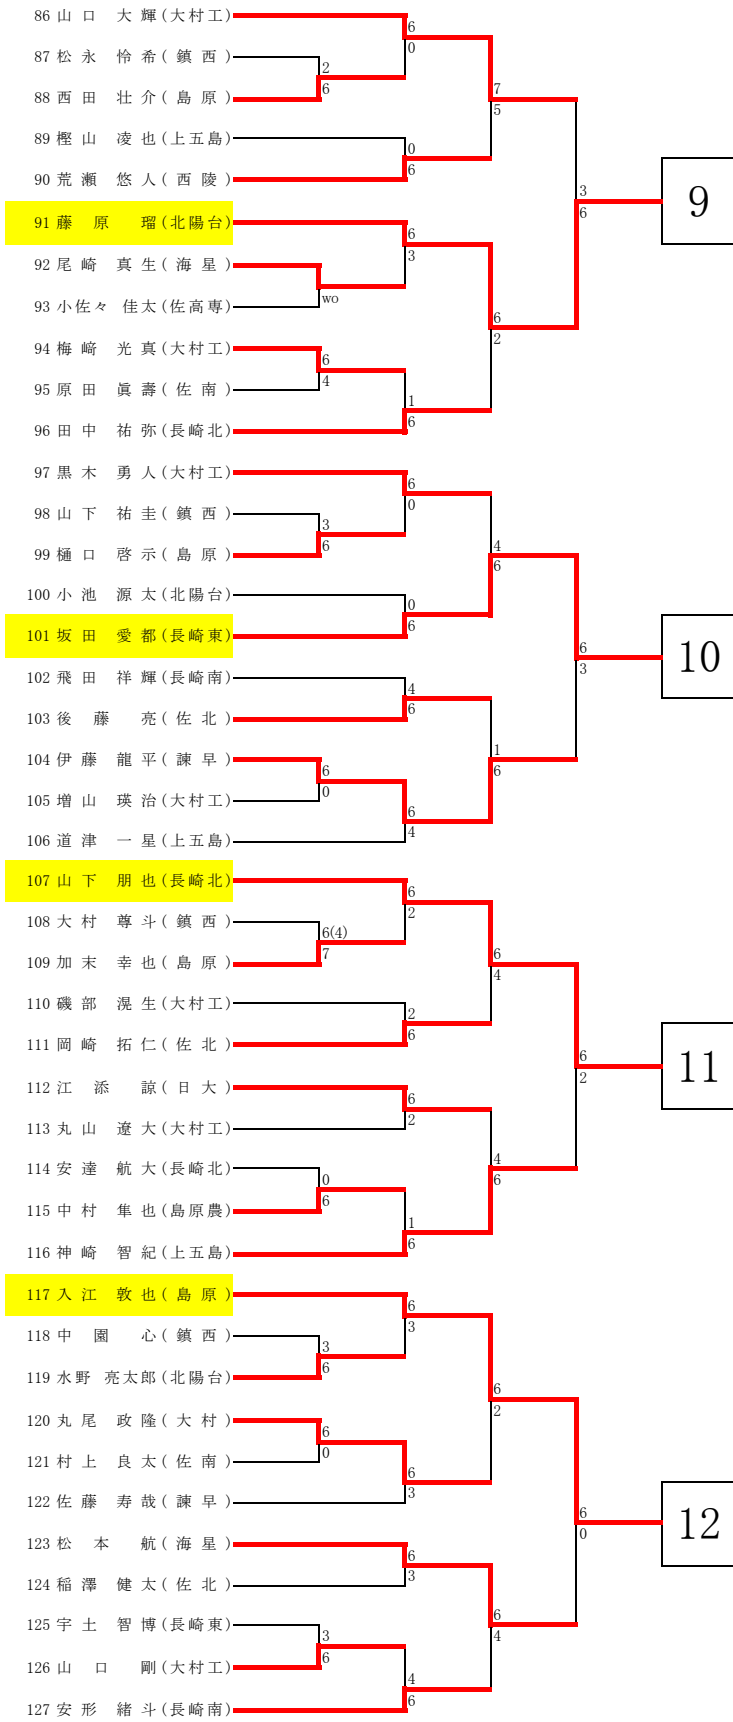 86 山口 大輝(大村工)
87 松永 怜希(鎮西)
88 西田 壮介(島原)
89 樫山 凌也(上五島)
90 荒瀬 悠人(西陵)
91 藤原 瑠(北陽台)
92 尾崎 真生(海星)
93 小佐々 佳太(佐高専)
94 梅﨑 光真(大村工)
95 原田 眞壽(佐南)
96 田中 祐弥(長崎北)
6
0
2
6
7
5
0
6
3
6
9
6
3
wo
6
2
6
4
1
6
97 黒木 勇人(大村工)
98 山下 祐圭(鎮西)
99 樋口 啓示(島原)
100 小池 源太(北陽台)
101 坂田 愛都(長崎東)
102 飛田 祥輝(長崎南)
103 後藤 亮(佐北)
104 伊藤 龍平(諫早)
105 増山 瑛治(大村工)
106 道津 一星(上五島)
6
0
3
6
4
6
0
6
6
3
10
4
6
1
6
6
0
6
4
107 山下 朋也(長崎北)
108 大村 尊斗(鎮西)
109 加末 幸也(島原)
110 磯部 滉生(大村工)
111 岡崎 拓仁(佐北)
112 江添 諒(日大)
113 丸山 遼大(大村工)
114 安達 航大(長崎北)
115 中村 隼也(島原農)
116 神崎 智紀(上五島)
6
2
6(4)
7
6
4
2
6
6
2
11
6
2
4
6
0
6
1
6
117 入江 敦也(島原)
118 中園 心(鎮西)
119 水野 亮太郎(北陽台)
120 丸尾 政隆(大村)
121 村上 良太(佐南)
122 佐藤 寿哉(諫早)
123 松本 航(海星)
124 稲澤 健太(佐北)
125 宇土 智博(長崎東)
126 山口 剛(大村工)
127 安形 緒斗(長崎南)
6
3
3
6
6
2
6
0
6
3
6
0
12
6
3
6
4
3
6
4
6